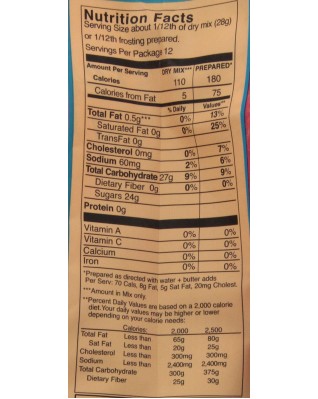 Nutrition Facts
Serving Size about 1/12th of dry mix (28g)
or 1/12th frosting prepared.
Servings Per Package 12
Amount Per Serving DRY MIX*** PREPARED*
Calories 110 180
Calories from Fat 5 75
% Daily Values**
Total Fat 0.5g*** 0% 13%
Saturated Fat 0g 0% 25%
TransFat 0g
Cholesterol 0mg 0% 7%
Sodium 60mg 2% 6%
Total Carbohydrate 27g 9% 9%
Dietary Fiber 0g 0% 0%
Sugars 24g
Protein 0g
Vitamin A 0% 0%
Vitamin C 0% 0%
Calcium 0% 0%
Iron 0% 0%
*Prepared as directed with water + butter adds
Per Serv: 70 Cals, 8g Fat, 5g Sat Fat, 20mg Cholest.
***Amount in Mix only.
**Percent Daily Values are based on a 2,000 calorie
diet. Your daily values may be higher or lower
depending on your calorie needs:
Calories: 2,000 2,500
Total Fat Less than 65g 80g
Sat Fat Less than 20g 25g
Cholesterol Less than 300mg 300mg
Sodium Less than 2,400mg 2,400mg
Total Carbohydrate 300g 375g
Dietary Fiber 25g 30g